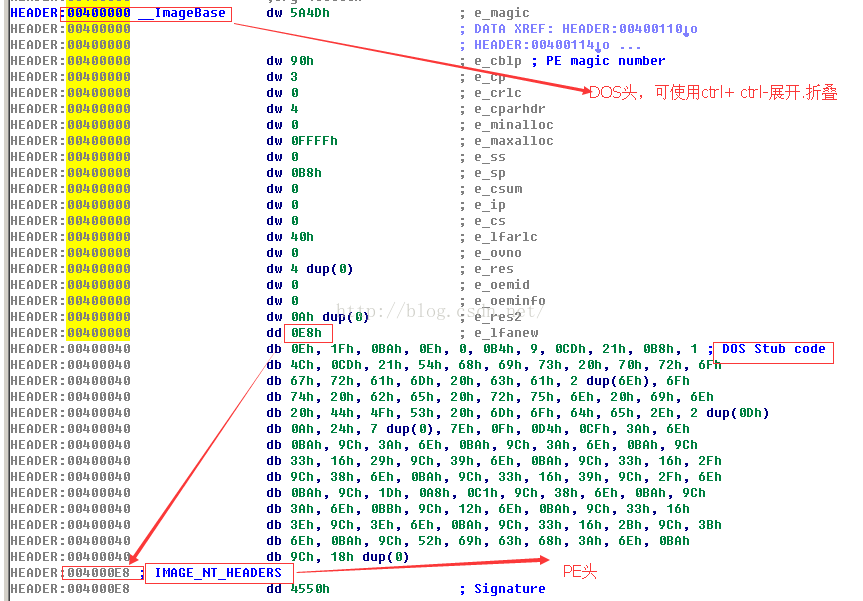 HEADER:00400000 __ImageBase dw 5A4Dh ; e_magic
HEADER:00400000 ; DATA XREF: HEADER:00400110↓o
HEADER:00400000 ; HEADER:00400114↓o ...
HEADER:00400000 dw 90h ; e_cblp ; PE magic number
HEADER:00400000 dw 3 ; e_cp
HEADER:00400000 dw 0 ; e_crlc
DOS头，可使用ctrl+ ctrl-展开.折叠
HEADER:00400000 dw 4 ; e_cparhdr
HEADER:00400000 dw 0 ; e_minalloc
HEADER:00400000 dw 0FFFFh ; e_maxalloc
HEADER:00400000 dw 0 ; e_ss
HEADER:00400000 dw 0B8h ; e_sp
HEADER:00400000 dw 0 ; e_csum
HEADER:00400000 dw 0 ; e_ip
HEADER:00400000 dw 0 ; e_cs
HEADER:00400000 dw 40h ; e_lfarlc
HEADER:00400000 dw 0 ; e_ovno
HEADER:00400000 dw 4 dup(0) ; e_res
HEADER:00400000 dw 0 ; e_oemid
HEADER:00400000 dw 0 ; e_oeminfo
http://blog.csdn.net/
HEADER:00400000 dw 0Ah dup(0) ; e_res2
HEADER:00400000 dd 0E8h ; e_lfanew
HEADER:00400040 db 0Eh, 1Fh, 0BAh, 0Eh, 0, 0B4h, 9, 0CDh, 21h, 0B8h, 1 ; DOS Stub code
HEADER:00400040 db 4Ch, 0CDh, 21h, 54h, 68h, 69h, 73h, 20h, 70h, 72h, 6Fh
HEADER:00400040 db 67h, 72h, 61h, 6Dh, 20h, 63h, 61h, 2 dup(6Eh), 6Fh
HEADER:00400040 db 74h, 20h, 62h, 65h, 20h, 72h, 75h, 6Eh, 20h, 69h, 6Eh
HEADER:00400040 db 20h, 44h, 4Fh, 53h, 20h, 6Dh, 6Fh, 64h, 65h, 2Eh, 2 dup(0Dh)
HEADER:00400040 db 0Ah, 24h, 7 dup(0), 7Eh, 0Fh, 0D4h, 0CFh, 3Ah, 6Eh
HEADER:00400040 db 0BAh, 9Ch, 3Ah, 6Eh, 0BAh, 9Ch, 3Ah, 6Eh, 0BAh, 9Ch
HEADER:00400040 db 33h, 16h, 29h, 9Ch, 39h, 6Eh, 0BAh, 9Ch, 33h, 16h, 2Fh
HEADER:00400040 db 9Ch, 38h, 6Eh, 0BAh, 9Ch, 33h, 16h, 39h, 9Ch, 2Fh, 6Eh
HEADER:00400040 db 0BAh, 9Ch, 1Dh, 0A8h, 0C1h, 9Ch, 38h, 6Eh, 0BAh, 9Ch
HEADER:00400040 db 3Ah, 6Eh, 0BBh, 9Ch, 12h, 6Eh, 0BAh, 9Ch, 33h, 16h
HEADER:00400040 db 3Eh, 9Ch, 3Eh, 6Eh, 0BAh, 9Ch, 33h, 16h, 2Bh, 9Ch, 3Bh
HEADER:00400040 db 6Eh, 0BAh, 9Ch, 52h, 69h, 63h, 68h, 3Ah, 6Eh, 0BAh
HEADER:00400040 db 9Ch, 18h dup(0)
HEADER:004000E8 ; IMAGE_NT_HEADERS
PE头
HEADER:004000E8 dd 4550h ; Signature